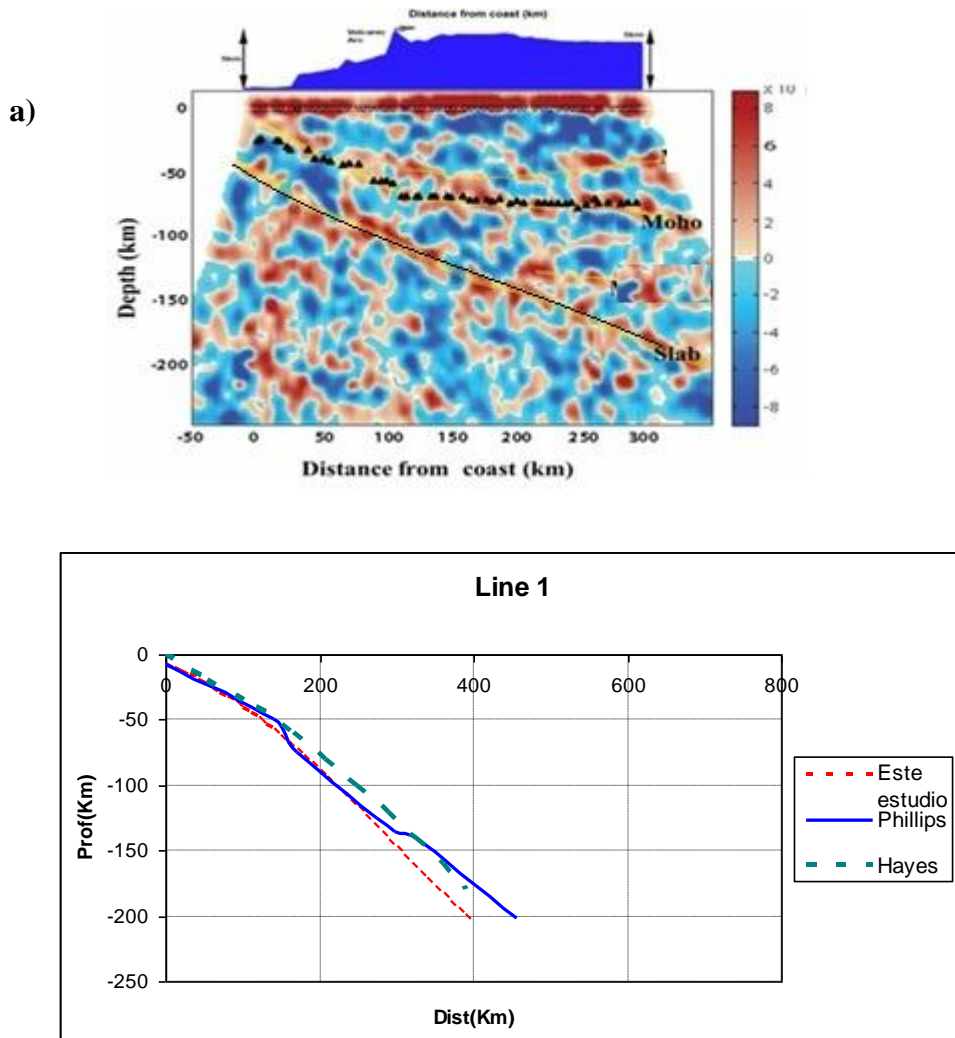 Distance from coast (km)
Volcanic
Arc
a)
x 10
0
-50
-100
-150
-200
Depth (km)
8
6
4
2
0
-2
-4
-6
-8
Moho
Slab
-50 0 50 100 150 200 250 300
Distance from coast (km)
Line 1
0
-50
-100
-150
-200
-250
0 200 400 600 800
Prof(Km)
Dist(Km)
Este
estudio
Phillips
Hayes